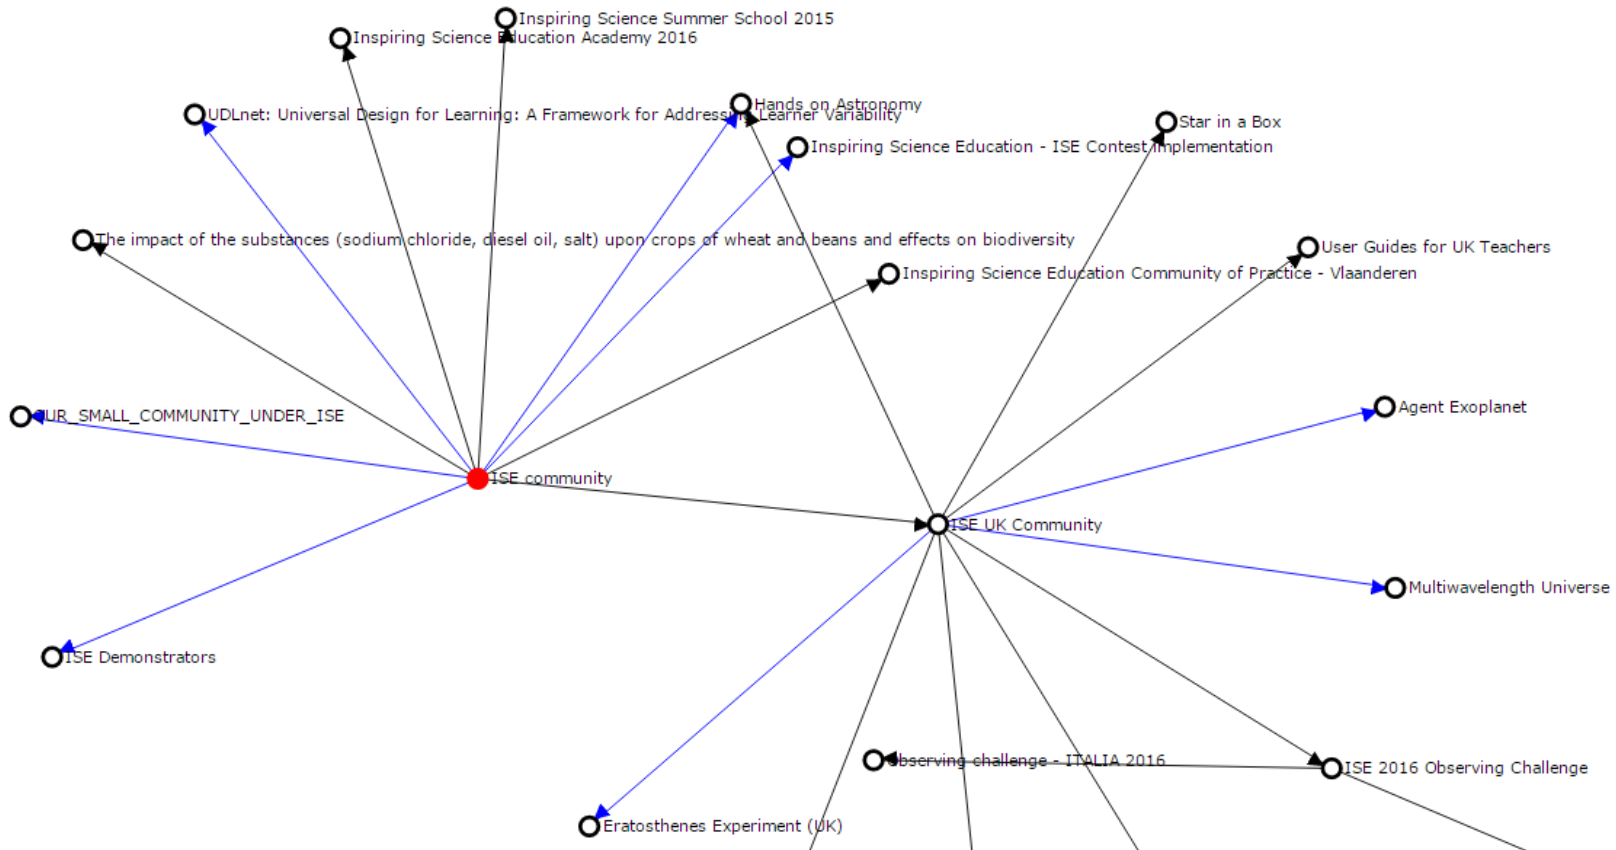 Inspiring Science Summer School 2015
Inspiring Science Education Academy 2016
Hands on Astronomy
UDLnet: Universal Design for Learning: A Framework for Addressing Learner Variability
Star in a Box
Inspiring Science Education - ISE Contest Implementation
The impact of the substances (sodium chloride, diesel oil, salt) upon crops of wheat and beans and effects on biodiversity
User Guides for UK Teachers
Inspiring Science Education Community of Practice - Vlaanderen
Agent Exoplanet
ISE community
ISE UK Community
Multiwavelength Universe
ISE Demonstrators
Observing challenge - ITALIA 2016
ISE 2016 Observing Challenge
Eratosthenes Experiment (UK)